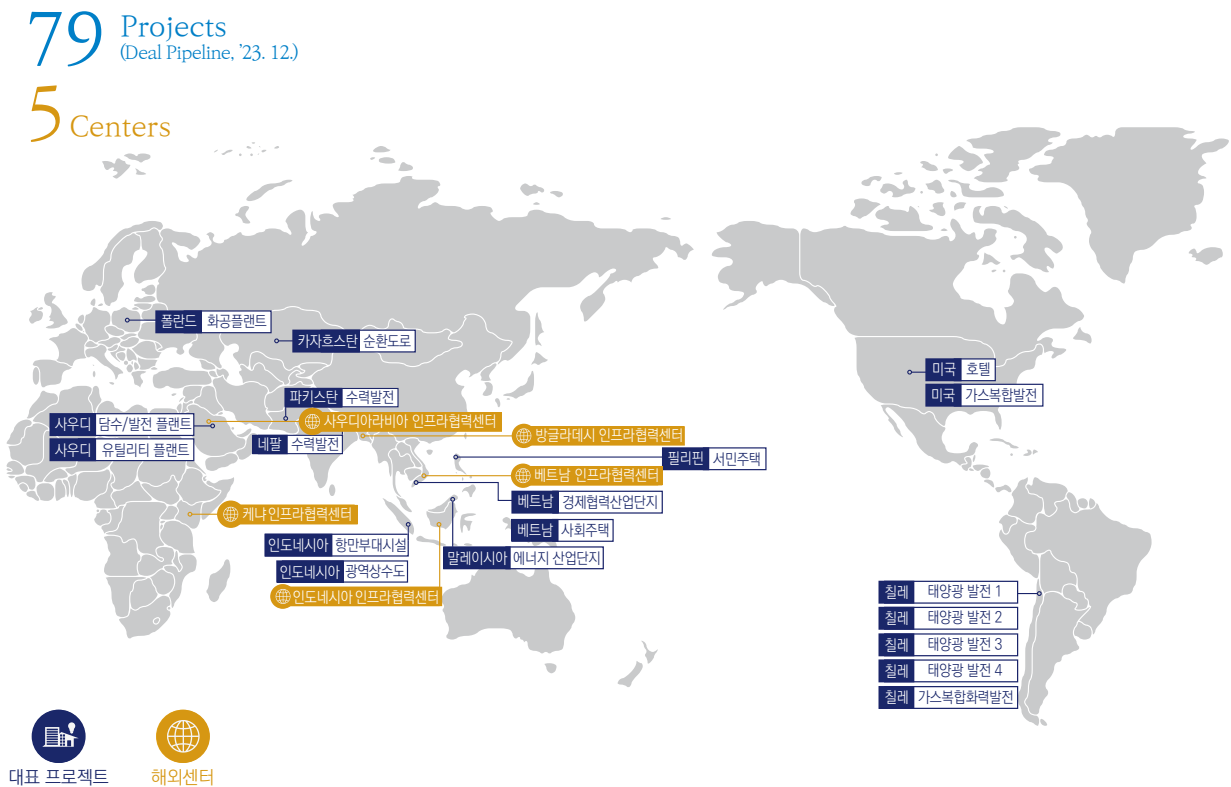 79 Projects
(Deal Pipeline, ’23. 12.)
5 Centers
폴란드 화공플랜트
카자흐스탄 순환도로
미국 호텔
미국 가스복합발전
파키스탄 수력발전
사우디 담수/발전 플랜트
사우디아라비아 인프라협력센터
사우디 유틸리티 플랜트
네팔 수력발전
방글라데시 인프라협력센터
필리핀 서민주택
베트남 인프라협력센터
베트남 경제협력산업단지
케냐 인프라협력센터
베트남 사회주택
인도네시아 항만부대시설
말레이시아 에너지 산업단지
인도네시아 광역상수도
인도네시아 인프라협력센터
칠레 태양광 발전 1
칠레 태양광 발전 2
칠레 태양광 발전 3
칠레 태양광 발전 4
칠레 가스복합화력발전
대표 프로젝트
해외센터